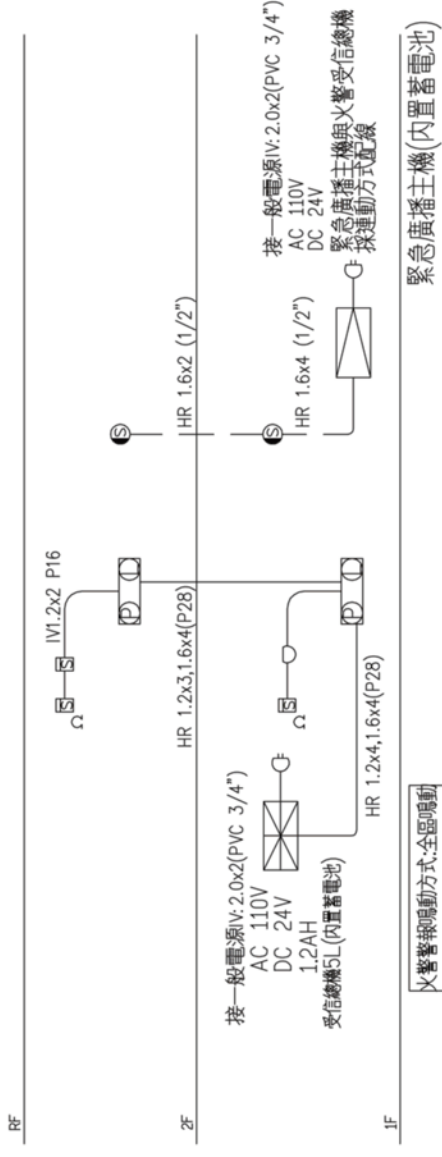 RF
IV1.2x2 P16
S
S
Ω
P
S
HR 1.2x3,1.6x4(P28)
HR 1.6x2 (1/2")
2F
接一般電源IV:2.0x2(PVC 3/4")
AC 110V
DC 24V
1.2AH
受信總機5L(內置蓄電池)
S
Ω
P
HR 1.2x4,1.6x4(P28)
S
HR 1.6x4 (1/2")
接一般電源IV:2.0x2(PVC 3/4")
AC 110V
DC 24V
緊急廣播主機與火警受信總機
採連動方式配線
1F
火警警報鳴動方式:全區鳴動
緊急廣播主機(內置蓄電池)